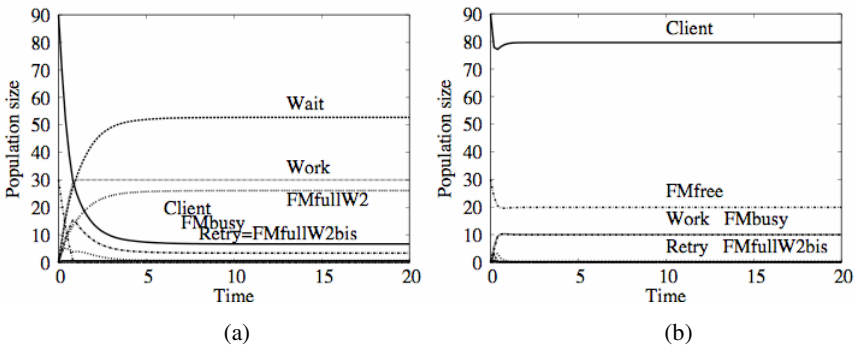 90
80
70
60
50
40
30
20
10
0
Population size
Wait
Work
FMfullW2
Client
FMbusy
Retry=FMfullW2bis
0 5 10 15 20
Time
(a)
90
80
70
60
50
40
30
20
10
0
Population size
Client
FMfree
Work FMbusy
Retry FMfullW2bis
0 5 10 15 20
Time
(b)